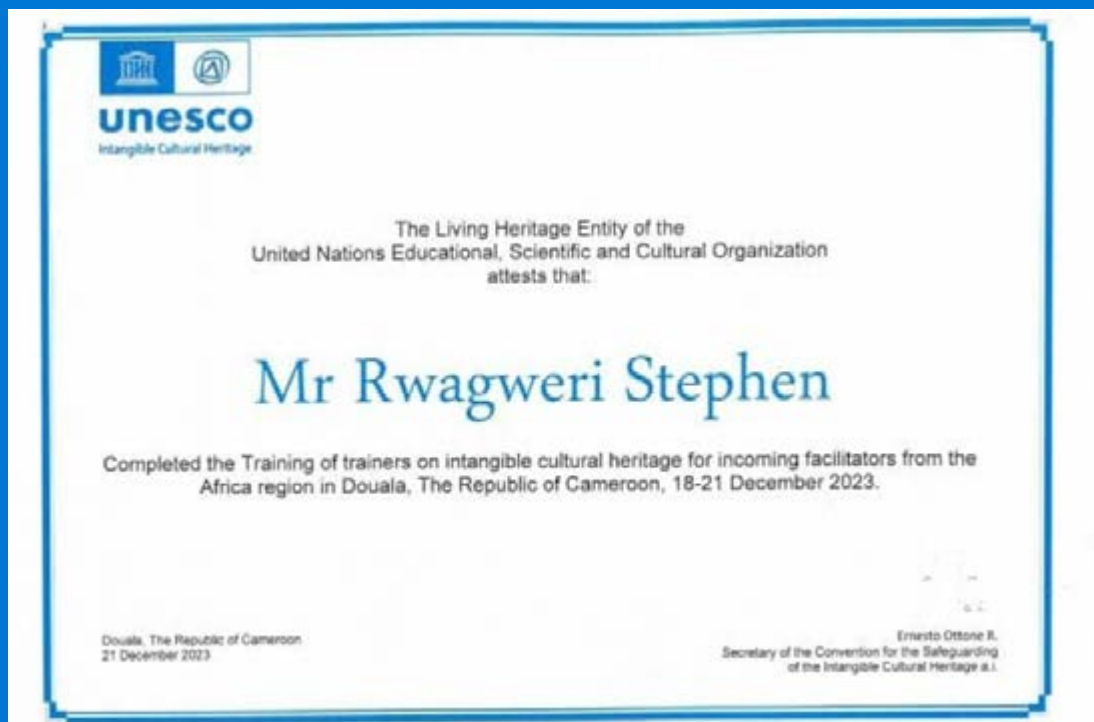 unesco
Intangible Cultural Heritage
The Living Heritage Entity of the
United Nations Educational, Scientific and Cultural Organization
attests that:
Mr Rwagweri Stephen
Completed the Training of trainers on intangible cultural heritage for incoming facilitators from the
Africa region in Douala, The Republic of Cameroon, 18-21 December 2023.
Douala, The Republic of Cameroon
21 December 2023
Ernesto Ottone R.
Secretary of the Convention for the Safeguarding
of the Intangible Cultural Heritage a.i.